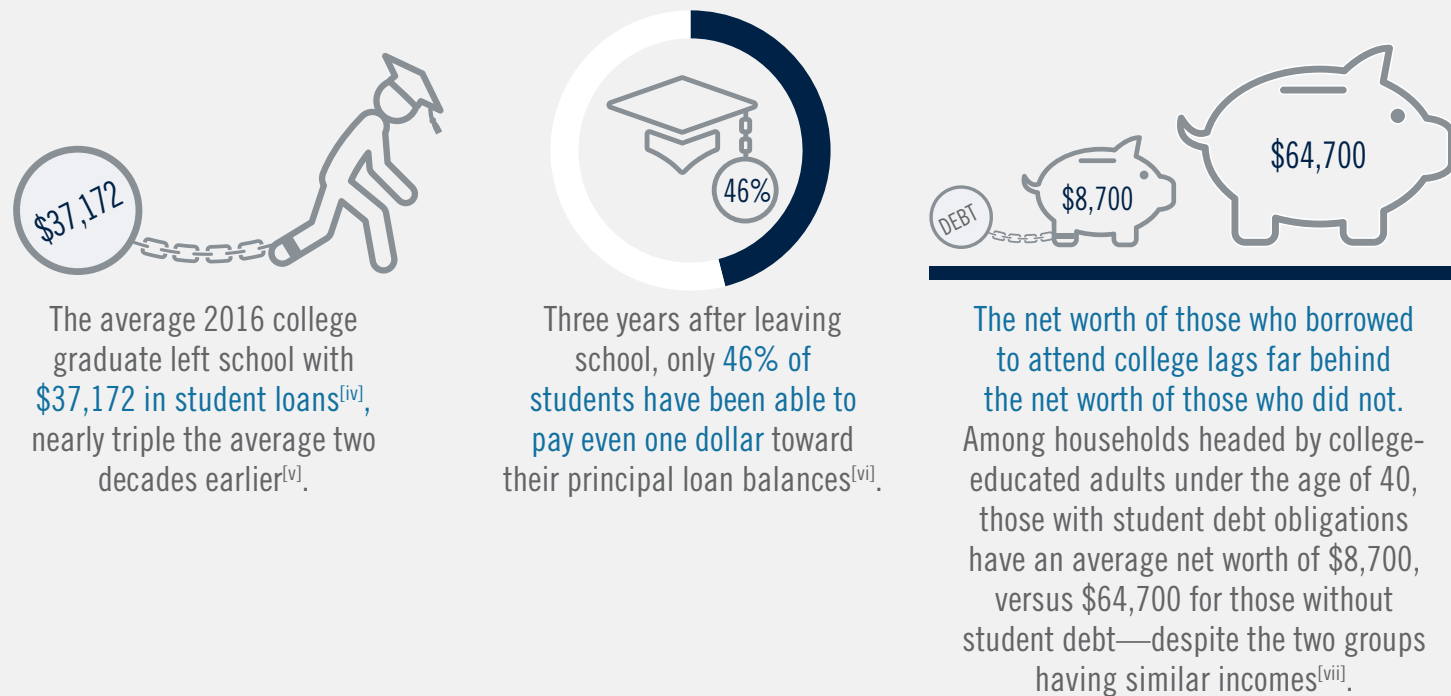 $37,172
The average 2016 college
graduate left school with
$37,172 in student loans[iv],
nearly triple the average two
decades earlier[v].
46%
Three years after leaving
school, only 46% of
students have been able to
pay even one dollar toward
their principal loan balances[vi].
DEBT
$8,700
$64,700
The net worth of those who borrowed
to attend college lags far behind
the net worth of those who did not.
Among households headed by college-
educated adults under the age of 40,
those with student debt obligations
have an average net worth of $8,700,
versus $64,700 for those without
student debt—despite the two groups
having similar incomes[vii].